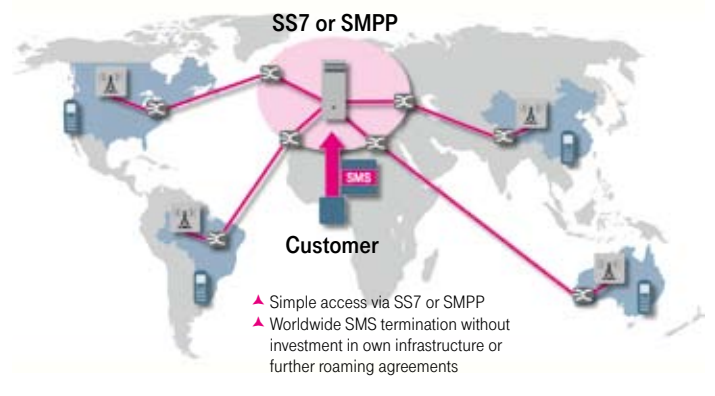 SS7 or SMPP
SMS
Customer
Simple access via SS7 or SMPP
Worldwide SMS termination without
investment in own infrastructure or
further roaming agreements